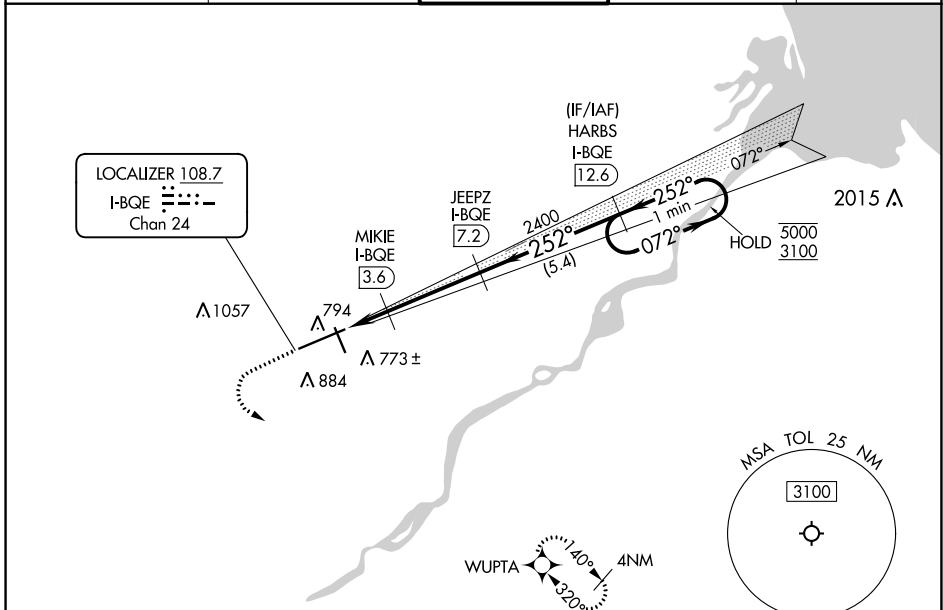 (IF/IAF)
HARBS
I-BQE
12.6
LOCALIZER 108.7
I-BQE
Chan 24
JEEPZ
I-BQE
7.2
MIKIE
I-BQE
3.6
2400
252°
(5.4)
252°
1 min
072°
072°
HOLD
5000
3100
2015
1057
794
773 ±
884
MSA TOL 25 NM
3100
WUPTA
140°
320°
4NM